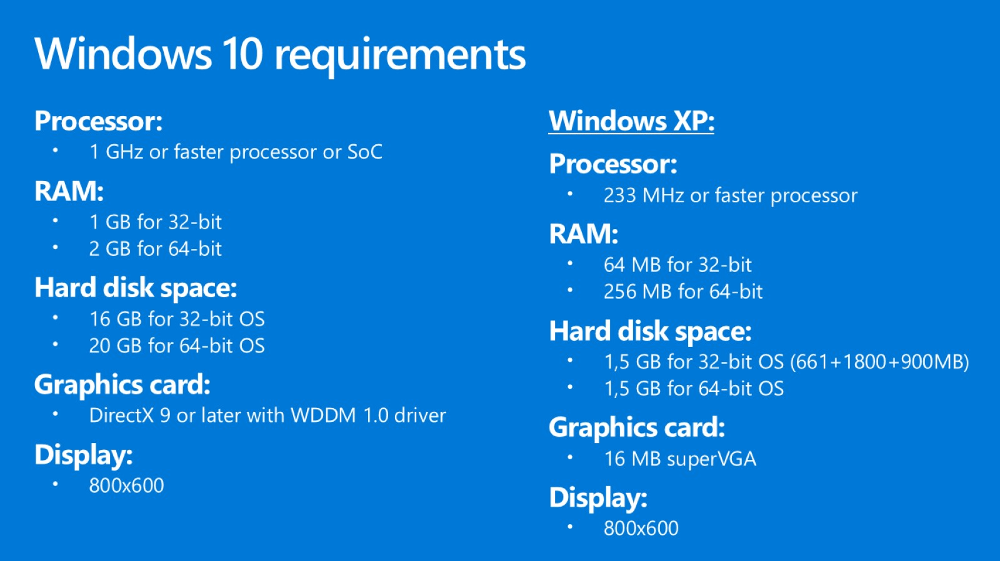 Windows 10 requirements
Processor:
• 1 GHz or faster processor or SoC
RAM:
• 1 GB for 32-bit
• 2 GB for 64-bit
Hard disk space:
• 16 GB for 32-bit OS
• 20 GB for 64-bit OS
Graphics card:
• DirectX 9 or later with WDDM 1.0 driver
Display:
• 800x600
Windows XP:
Processor:
• 233 MHz or faster processor
RAM:
• 64 MB for 32-bit
• 256 MB for 64-bit
Hard disk space:
• 1,5 GB for 32-bit OS (661+1800+900MB)
• 1,5 GB for 64-bit OS
Graphics card:
• 16 MB superVGA
Display:
• 800x600